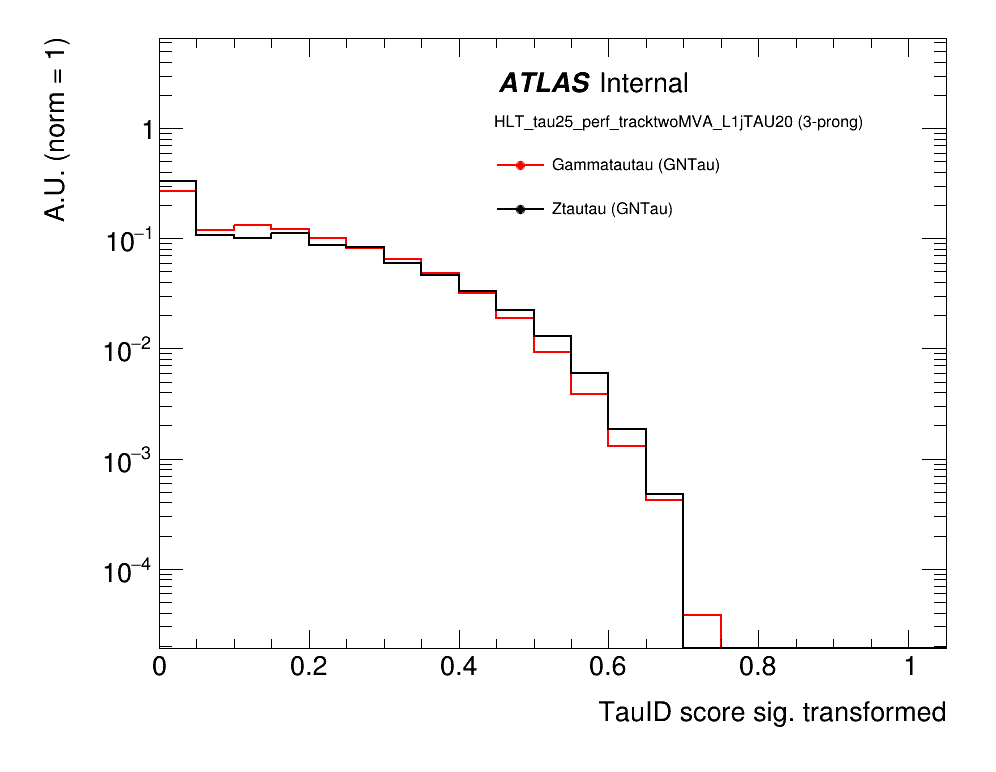 A.U. (norm = 1)
ATLAS Internal
HLT_tau25_perf_tracktwoMVA_L1jTAU20 (3-prong)
Gammatautau (GNTau)
Ztautau (GNTau)
1
10−1
10−2
10−3
10−4
0 0.2 0.4 0.6 0.8 1
TauID score sig. transformed